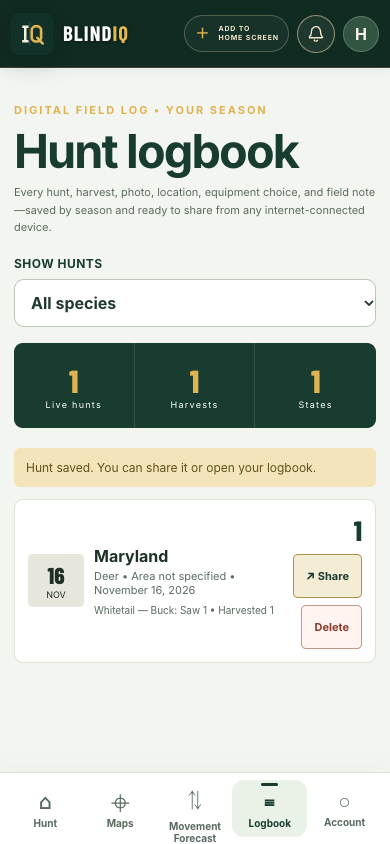 IQ BLINDIQ
+ ADD TO
HOME SCREEN
H
DIGITAL FIELD LOG • YOUR SEASON
Hunt logbook
Every hunt, harvest, photo, location, equipment choice, and field note
—saved by season and ready to share from any internet-connected
device.
SHOW HUNTS
All species
1
Live hunts
1
Harvests
1
States
Hunt saved. You can share it or open your logbook.
16
NOV
Maryland
Deer • Area not specified •
November 16, 2026
Whitetail — Buck: Saw 1 • Harvested 1
1
↗ Share
Delete
Hunt
Maps
Movement
Forecast
Logbook
Account